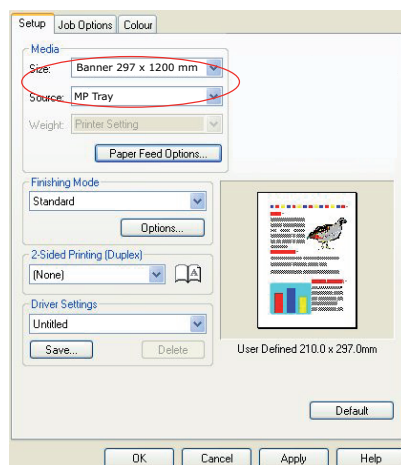 Setup Job Options Colour
Media
Size: Banner 297 x 1200 mm
Source: MP Tray
Weight: Printer Setting
Paper Feed Options...
Finishing Mode
Standard
Options...
2-Sided Printing (Duplex)
(None)
A
Driver Settings
Untitled
Save... Delete
User Defined 210.0 x 297.0mm
Default
OK Cancel Apply Help